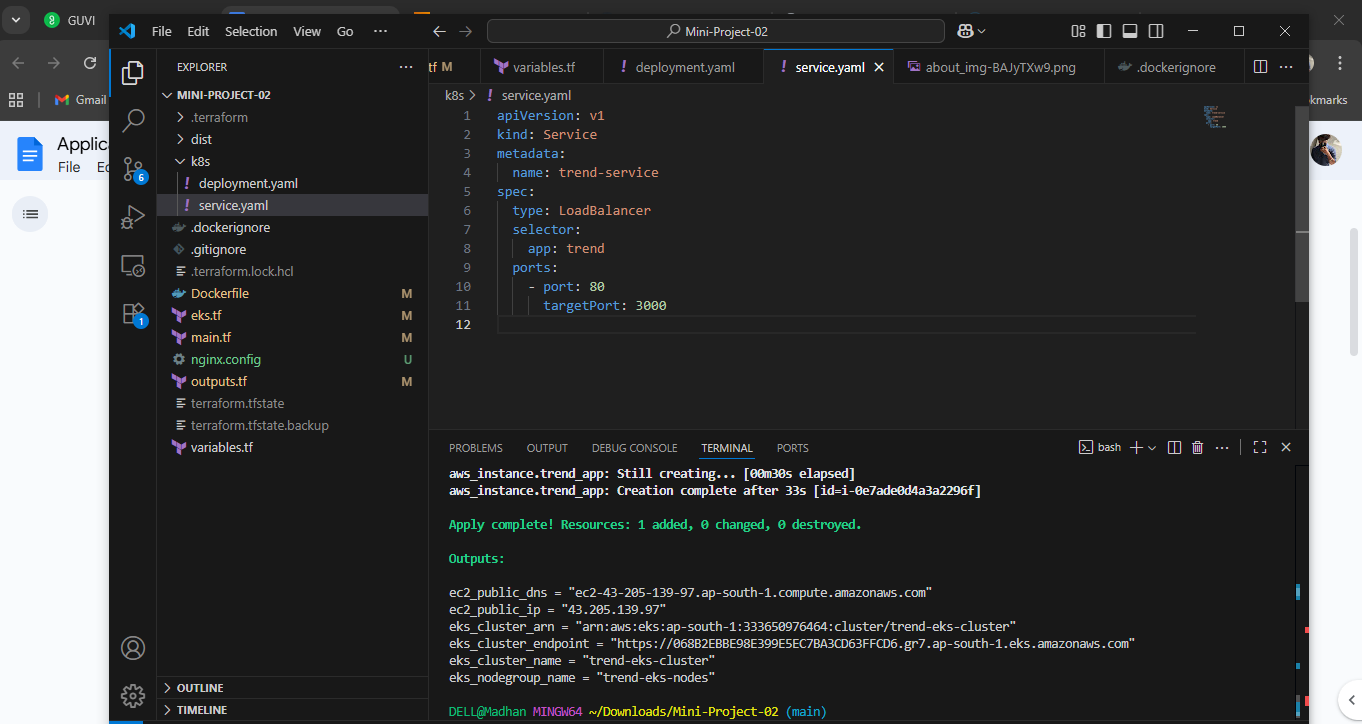 GUVI
File Edit Selection View Go ···
Mini-Project-02
Gmail
kmarks
Applic
File Ec
EXPLORER
MINI-PROJECT-02
.terraform
dist
k8s
! deployment.yaml
! service.yaml
.dockerignore
.gitignore
.terraform.lock.hcl
Dockerfile M
eks.tf M
main.tf M
nginx.config U
outputs.tf M
terraform.tfstate
terraform.tfstate.backup
variables.tf
OUTLINE
TIMELINE
6
1
tf M
variables.tf
! deployment.yaml
! service.yaml
about_img-BAJyTXw9.png
.dockerignore
k8s > ! service.yaml
1 apiVersion: v1
2 kind: Service
3 metadata:
4 name: trend-service
5 spec:
6 type: LoadBalancer
7 selector:
8 app: trend
9 ports:
10 - port: 80
11 targetPort: 3000
12
PROBLEMS OUTPUT DEBUG CONSOLE TERMINAL PORTS
bash
aws_instance.trend_app: Still creating... [00m30s elapsed]
aws_instance.trend_app: Creation complete after 33s [id=i-0e7ade0d4a3a2296f]
Apply complete! Resources: 1 added, 0 changed, 0 destroyed.
Outputs:
ec2_public_dns = "ec2-43-205-139-97.ap-south-1.compute.amazonaws.com"
ec2_public_ip = "43.205.139.97"
eks_cluster_arn = "arn:aws:eks:ap-south-1:333650976464:cluster/trend-eks-cluster"
eks_cluster_endpoint = "https://068B2EBBE98E399E5EC7BA3CD63FFCD6.gr7.ap-south-1.eks.amazonaws.com"
eks_cluster_name = "trend-eks-cluster"
eks_nodegroup_name = "trend-eks-nodes"
DELL@Madhan MINGW64 ~/Downloads/Mini-Project-02 (main)